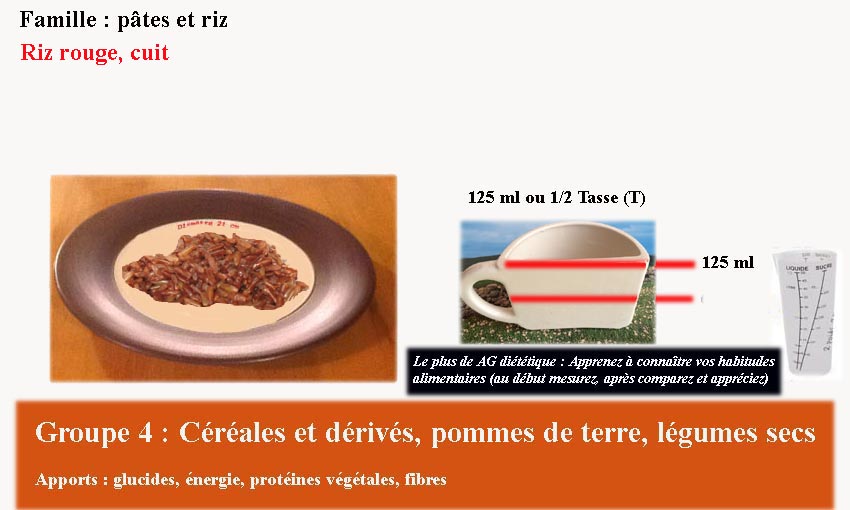 Famille : pâtes et riz
Riz rouge, cuit
125 ml ou 1/2 Tasse (T)
Diamètre 21 cm
125 ml
LIQUIDE SUCRE
Le plus de AG diététique : Apprenez à connaître vos habitudes
alimentaires (au début mesurez, après comparez et appréciez)
Groupe 4 : Céréales et dérivés, pommes de terre, légumes secs
Apports : glucides, énergie, protéines végétales, fibres